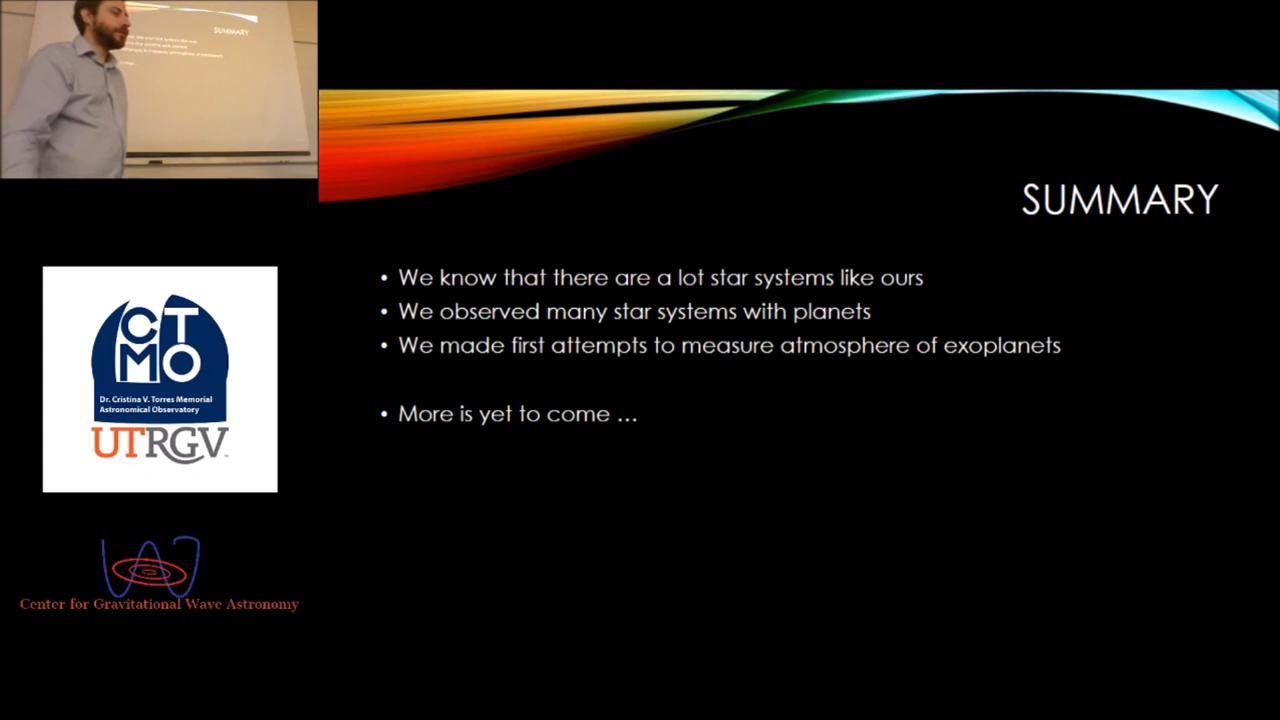 SUMMARY
SUMMARY
• We know that there are a lot star systems like ours
• We observed many star systems with planets
• We made first attempts to measure atmosphere of exoplanets
• More is yet to come …
CT
MO
Dr. Cristina V. Torres Memorial
Astronomical Observatory
UTRGV
Center for Gravitational Wave Astronomy